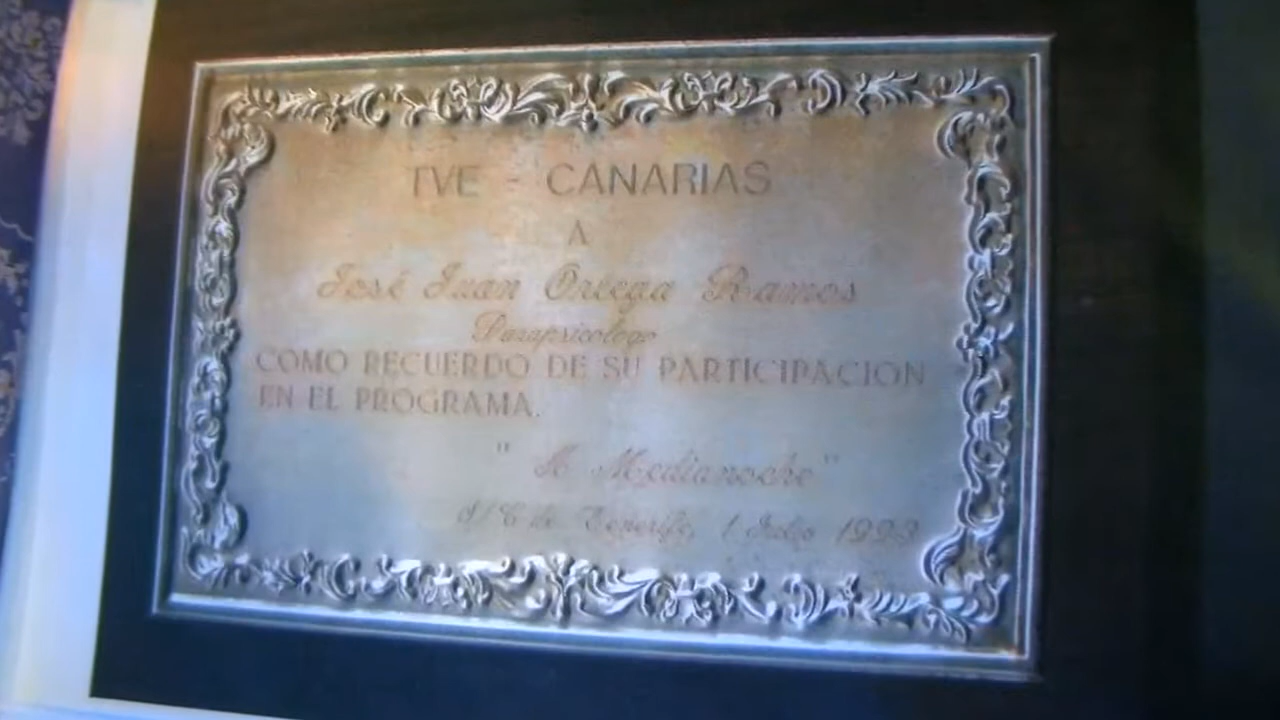 TVE - CANARIAS
A
José Juan Ortega Ramos
Parapsicologo
COMO RECUERDO DE SU PARTICIPACION
EN EL PROGRAMA.
" A Medianoche"
S/C de Tenerife, 1 Julio 1993